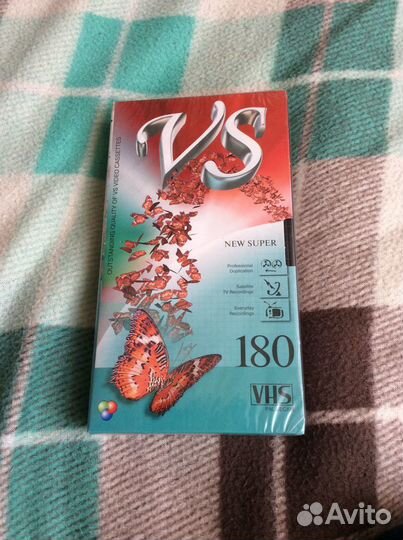 VS
OUTSTANDING QUALITY OF VS VIDEO CASSETTES
NEW SUPER
Professional
Duplication
Satellite
TV Recordings
Everyday
Recordings
180
VHS
Avito